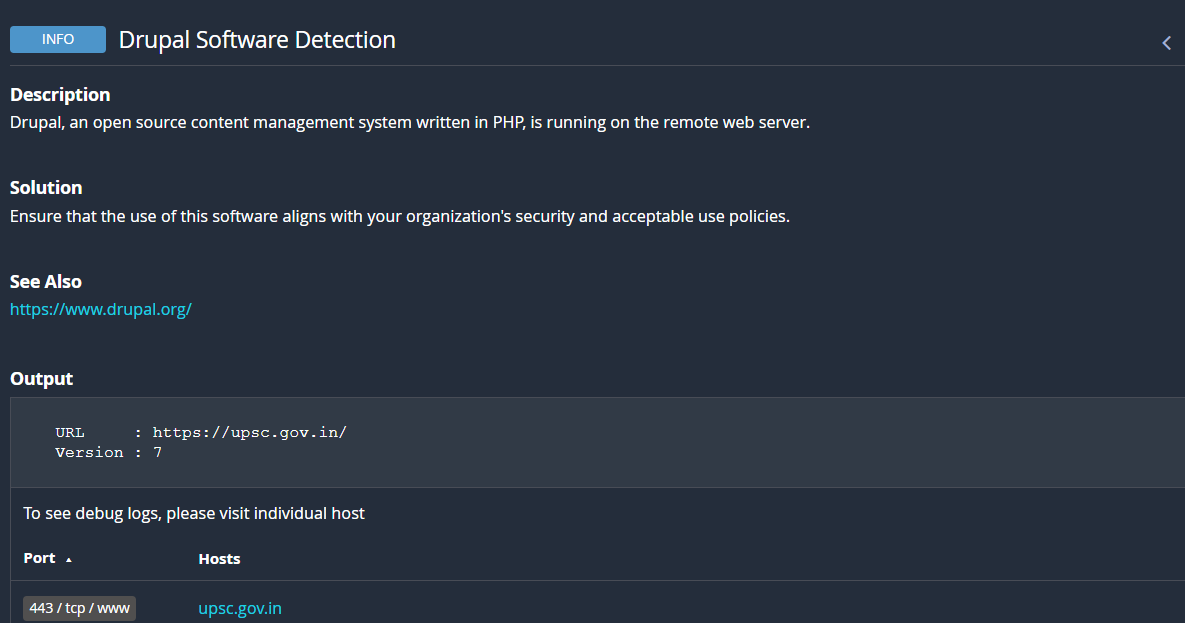 INFO Drupal Software Detection
Description
Drupal, an open source content management system written in PHP, is running on the remote web server.
Solution
Ensure that the use of this software aligns with your organization's security and acceptable use policies.
See Also
https://www.drupal.org/
Output
URL : https://upsc.gov.in/
Version : 7
To see debug logs, please visit individual host
Port ▲ Hosts
443 / tcp / www upsc.gov.in